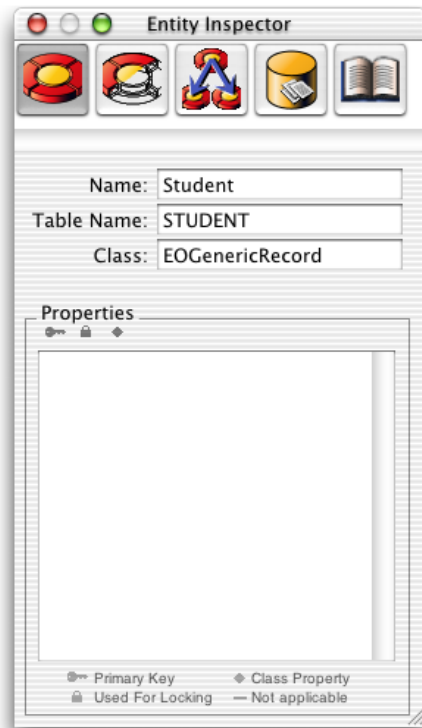 Entity Inspector
Name: Student
Table Name: STUDENT
Class: EOGenericRecord
Properties
Primary Key Class Property
Used For Locking Not applicable